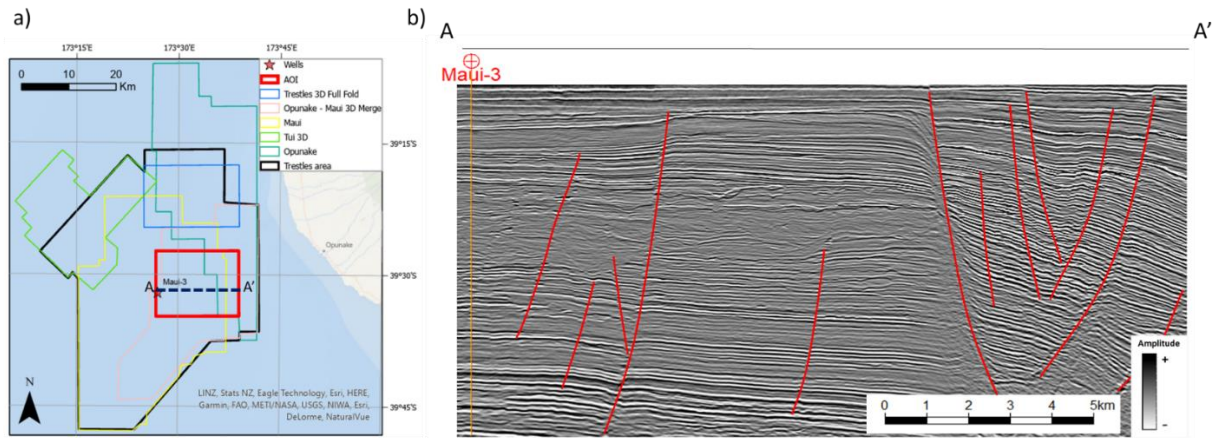 a)
173°15'E 173°30'E 173°45'E
0 10 20
Km
Wells
AOI
Trestles 3D Full Fold
Opunake - Maui 3D Merge
Maui
Tui 3D
Opunake
Trestles area
39°15'S
Opunake
39°30'S
A Maui-3 A'
N
LINZ, Stats NZ, Eagle Technology, Esri, HERE,
Garmin, FAO, METI/NASA, USGS, NIWA, Esri,
DeLorme, NaturalVue
39°45'S
b)
A A'
Maui-3
Amplitude
+
-
0 1 2 3 4 5km